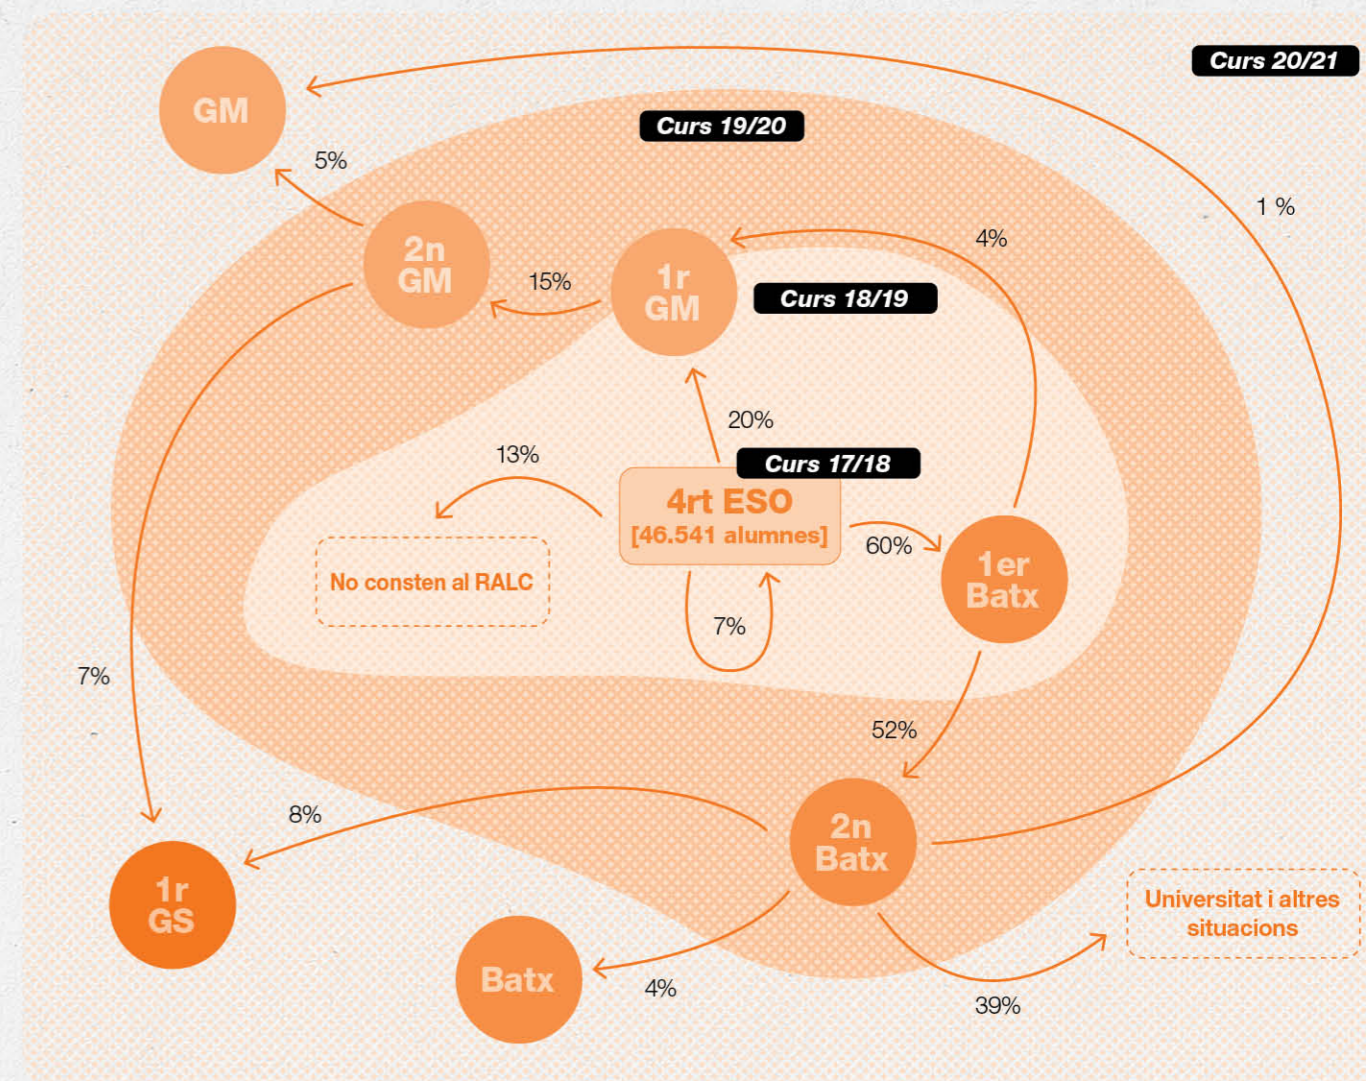 Curs 20/21
GM
Curs 19/20
5%
1 %
4%
2n
GM
15%
1r
GM
Curs 18/19
20%
13%
Curs 17/18
4rt ESO
[46.541 alumnes]
60%
1er
Batx
No consten al RALC
7%
7%
52%
8%
2n
Batx
1r
GS
Universitat i altres
situacions
Batx
4%
39%